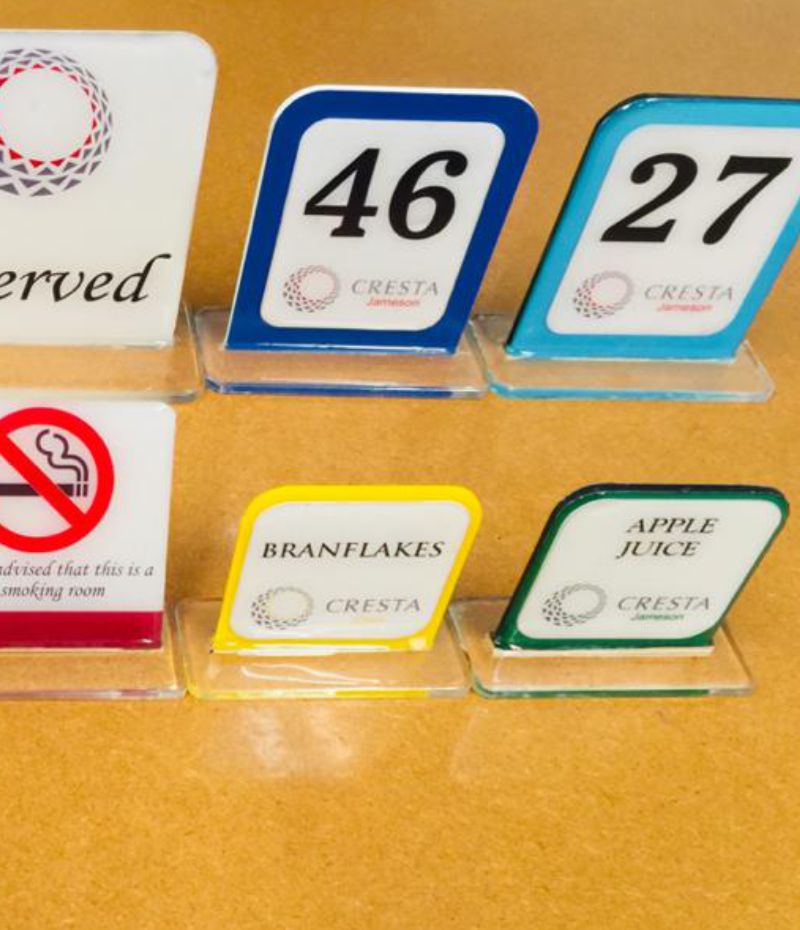 erved
46
CRESTA
Jameson
27
CRESTA
Jameson
dvised that this is a
smoking room
BRANFLAKES
CRESTA
APPLE
JUICE
CRESTA
Jameson